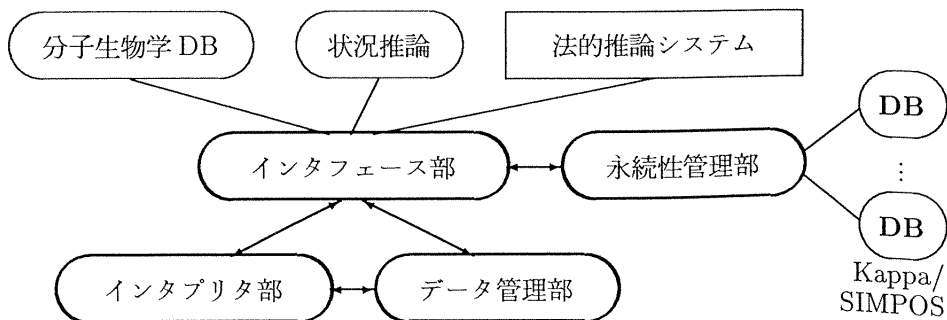 分子生物学 DB
状況推論
法的推論システム
DB
インタフェース部
永続性管理部
⋮
DB
インタプリタ部
データ管理部
Kappa/
SIMPOS